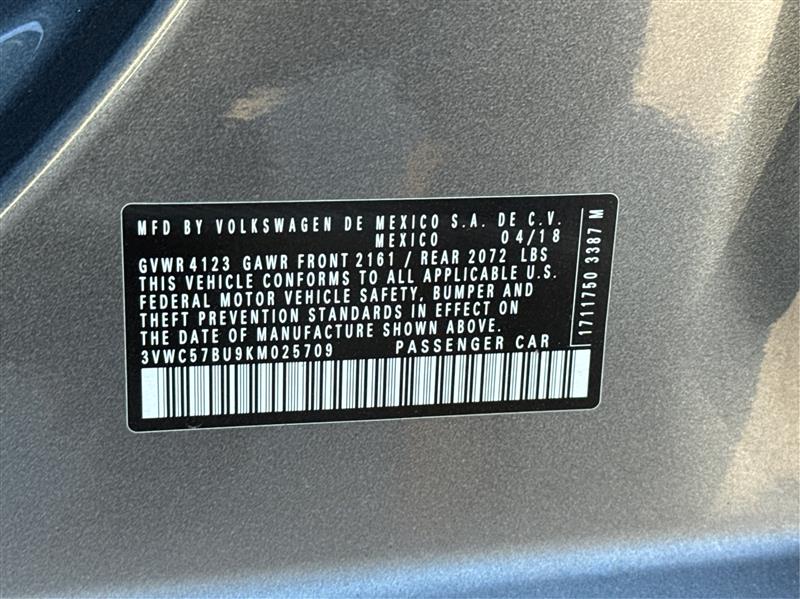 MFD BY VOLKSWAGEN DE MEXICO S.A. DE C.V.
MEXICO 04/18
GVWR 4123 GAWR FRONT 2161 / REAR 2072 LBS
THIS VEHICLE CONFORMS TO ALL APPLICABLE U.S.
FEDERAL MOTOR VEHICLE SAFETY, BUMPER AND
THEFT PREVENTION STANDARDS IN EFFECT ON
THE DATE OF MANUFACTURE SHOWN ABOVE.
3VWC57BU9KM025709 PASSENGER CAR
1711750 3387 M